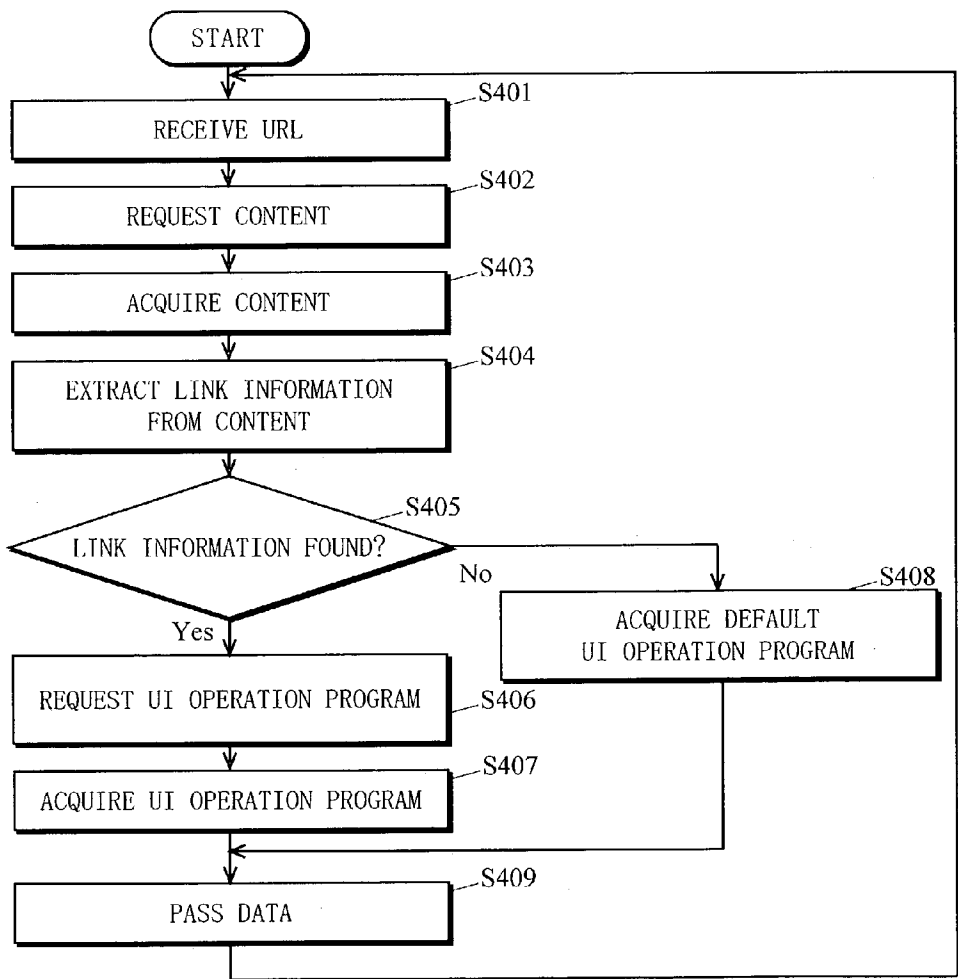 START
S401
RECEIVE URL
S402
REQUEST CONTENT
S403
ACQUIRE CONTENT
S404
EXTRACT LINK INFORMATION
FROM CONTENT
S405
LINK INFORMATION FOUND?
No
S408
ACQUIRE DEFAULT
UI OPERATION PROGRAM
Yes
REQUEST UI OPERATION PROGRAM
S406
S407
ACQUIRE UI OPERATION PROGRAM
S409
PASS DATA